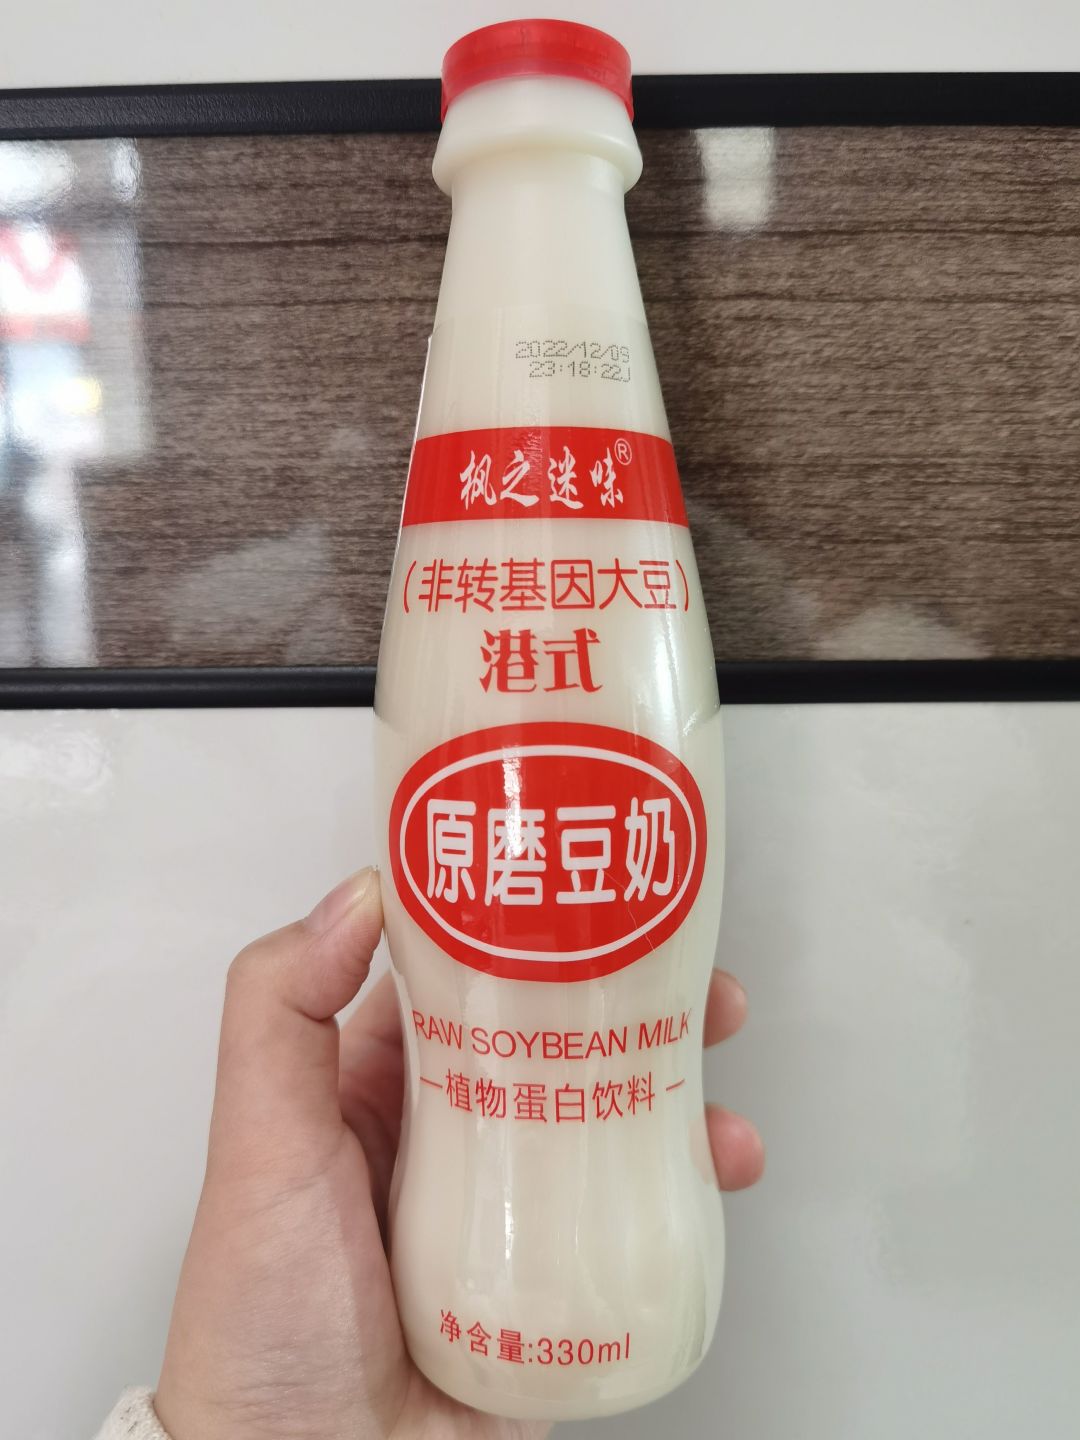 2022/12/09
23:18:22J
枫之迷味®
（非转基因大豆）
港式
原磨豆奶
RAW SOYBEAN MILK
—植物蛋白饮料—
净含量:330ml